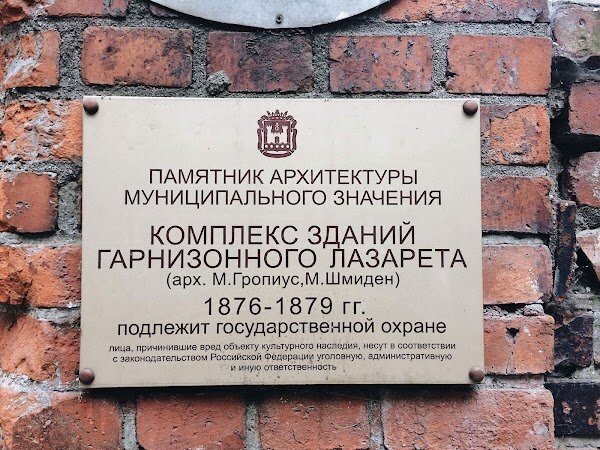 ПАМЯТНИК АРХИТЕКТУРЫ
МУНИЦИПАЛЬНОГО ЗНАЧЕНИЯ
КОМПЛЕКС ЗДАНИЙ
ГАРНИЗОННОГО ЛАЗАРЕТА
(арх. М.Гропиус,М.Шмиден)
1876-1879 гг.
подлежит государственной охране
лица, причинившие вред объекту культурного наследия, несут в соответствии
с законодательством Российской Федерации уголовную, административную
и иную ответственность